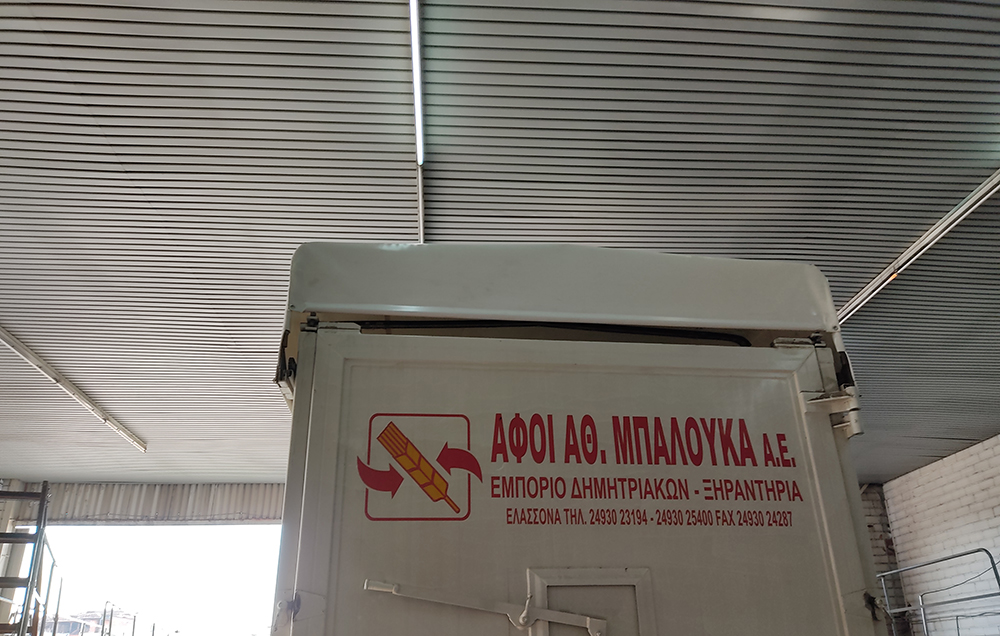 ΑΦΟΙ ΑΘ. ΜΠΑΛΟΥΚΑ Α.Ε.
ΕΜΠΟΡΙΟ ΔΗΜΗΤΡΙΑΚΩΝ - ΞΗΡΑΝΤΗΡΙΑ
ΕΛΑΣΣΟΝΑ ΤΗΛ. 24930 23194 - 24930 25400 FAX 24930 24287